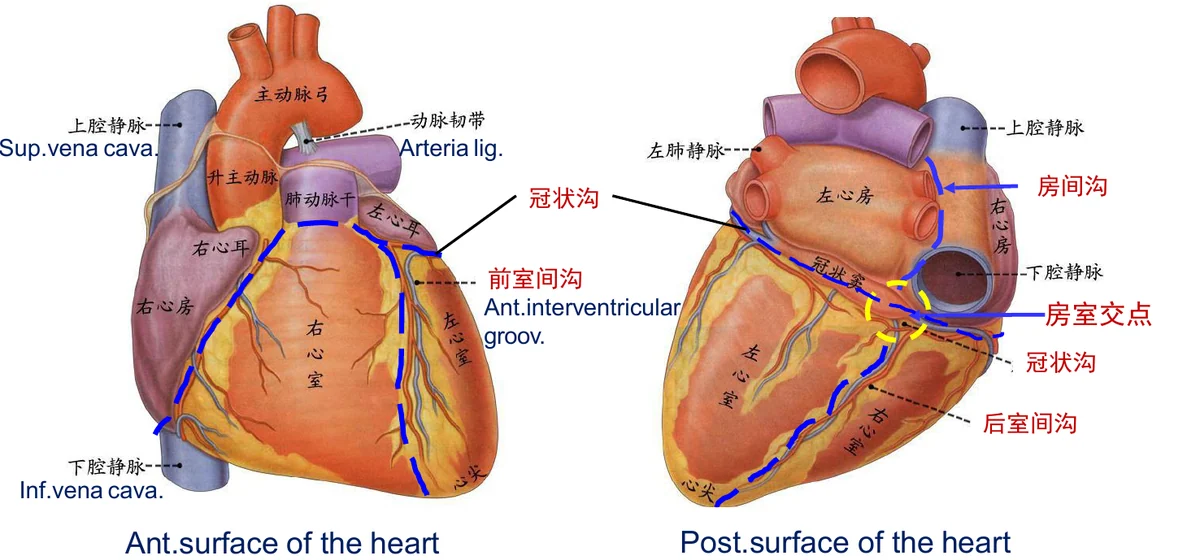 主动脉弓
上腔静脉
Sup.vena cava.
动脉韧带
Arteria lig.
升主动脉
肺动脉干
左心耳
冠状沟
右心耳
前室间沟
Ant.interventricular
groov.
右心房
右心室
左心室
下腔静脉
Inf.vena cava.
心尖
Ant.surface of the heart
上腔静脉
左肺静脉
房间沟
左心房
右心房
冠状窦
下腔静脉
房室交点
冠状沟
左心室
右心室
后室间沟
心尖
Post.surface of the heart